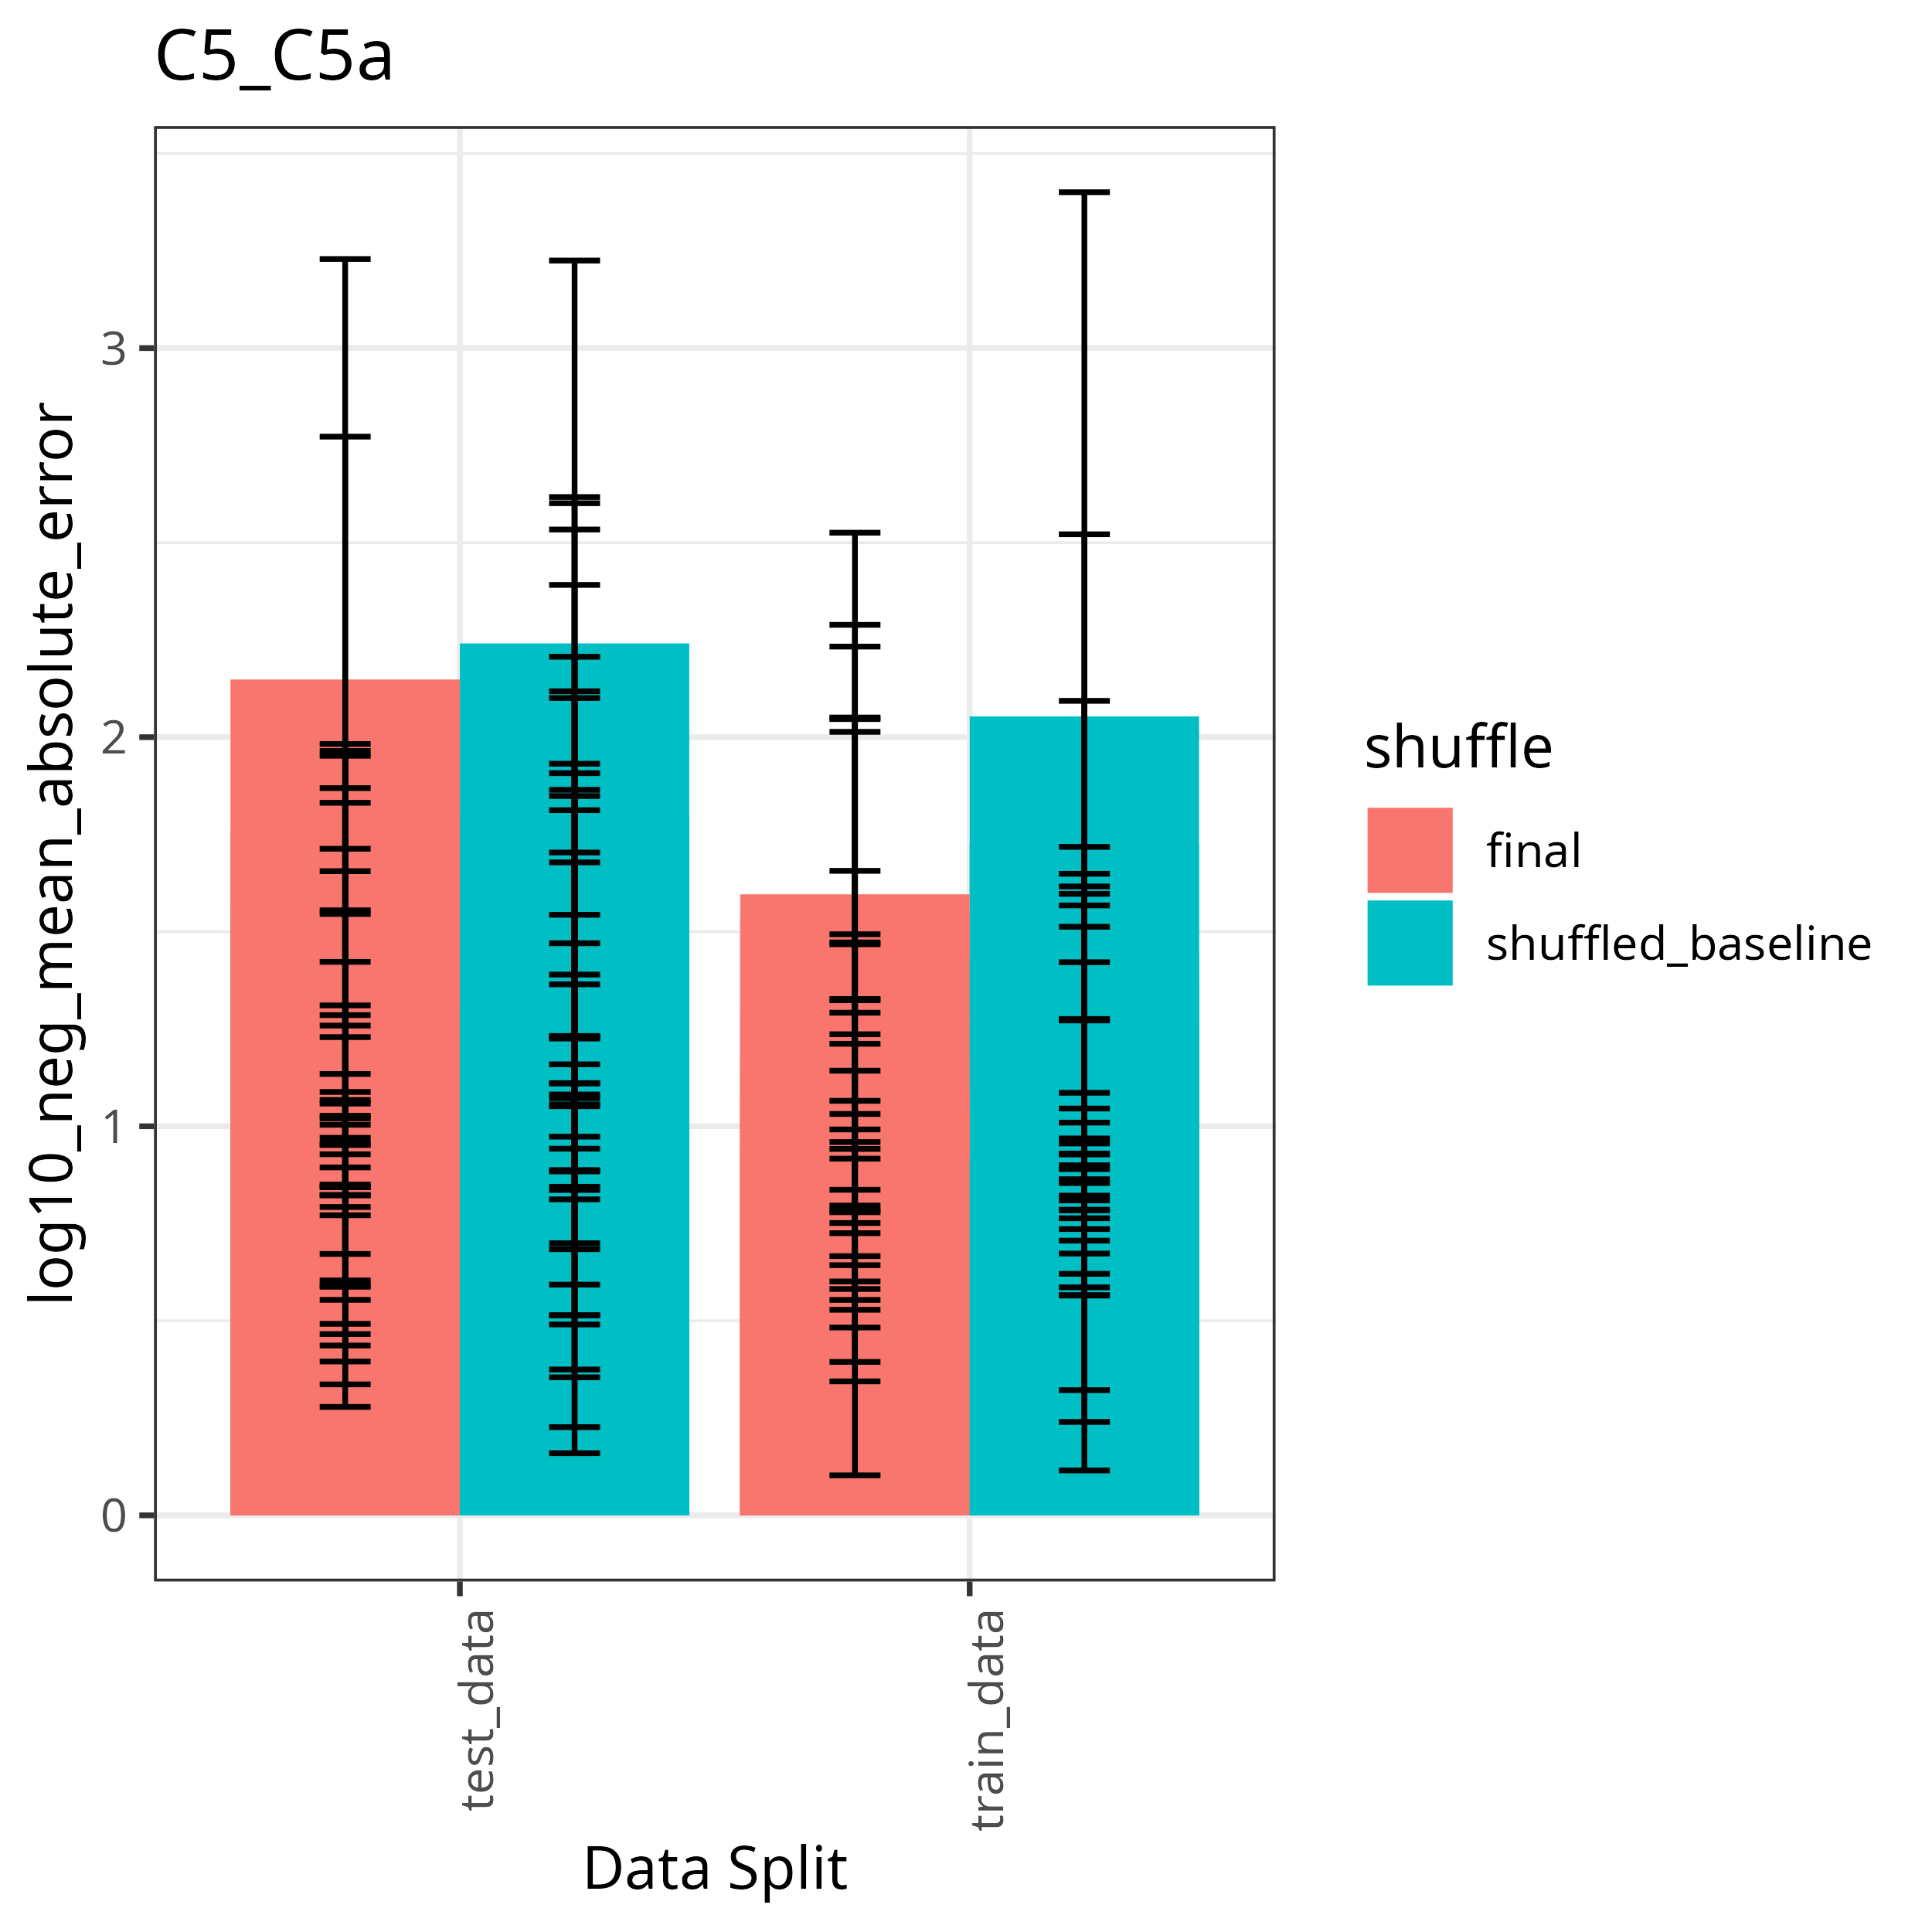 C5_C5a
log10_neg_mean_absolute_error
3
2
1
0
test_data
train_data
Data Split
shuffle
final
shuffled_baseline